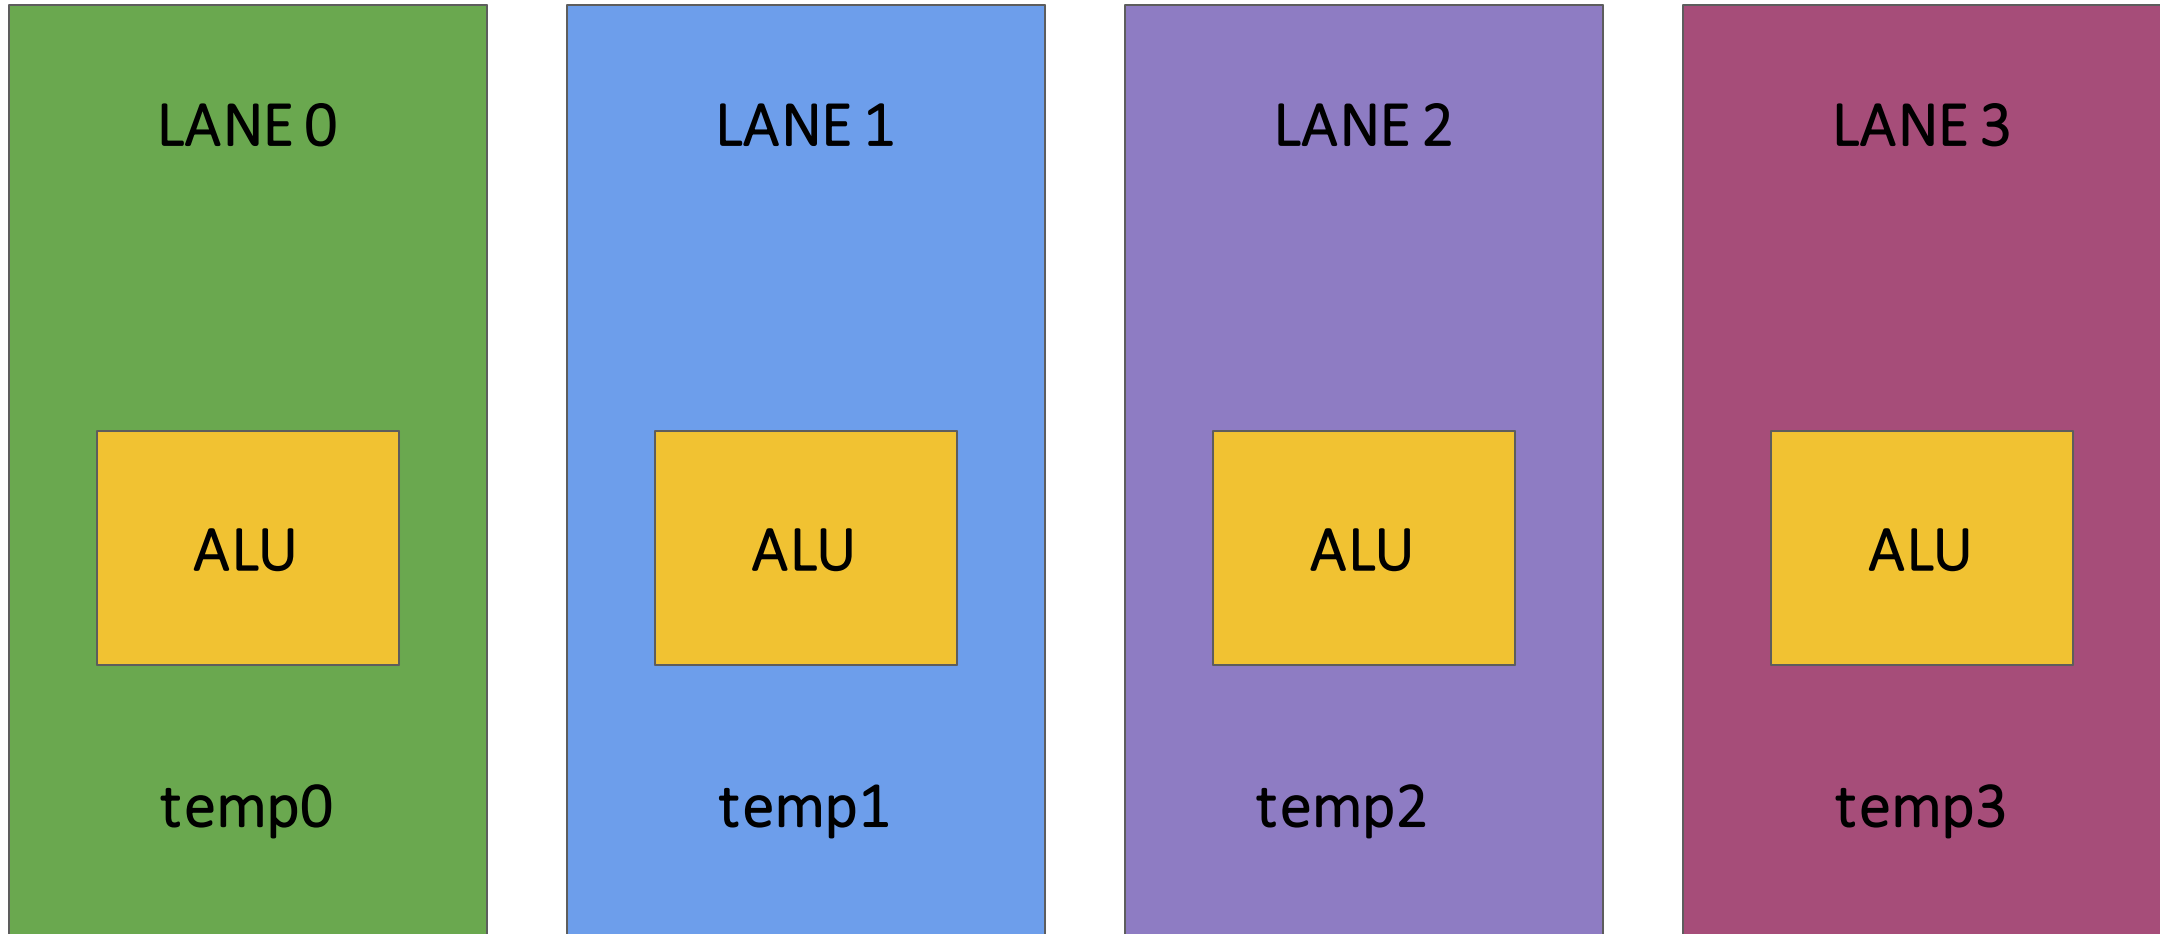 LANE 0
LANE 1
LANE 2
LANE 3
ALU
ALU
ALU
ALU
temp0
temp1
temp2
temp3